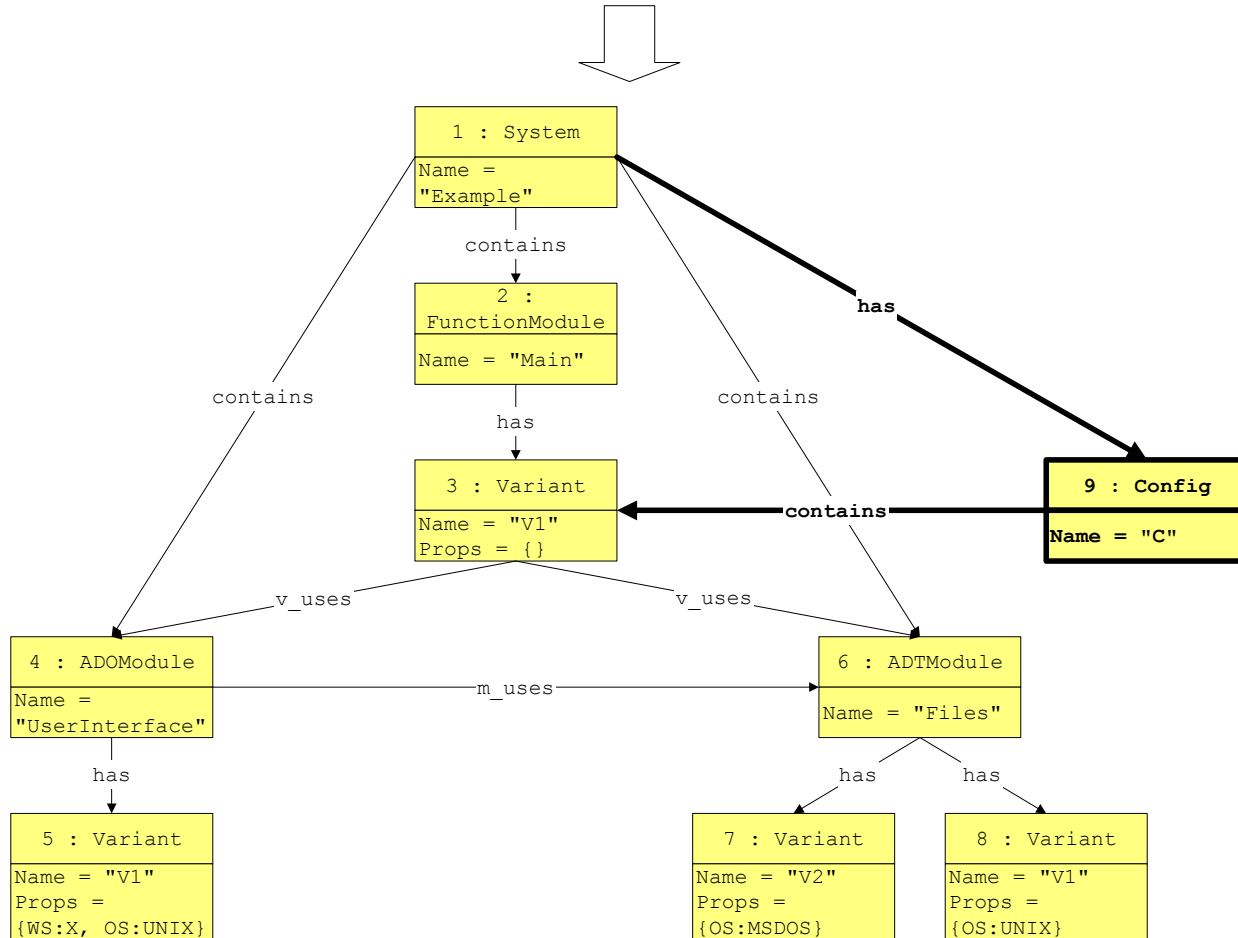 1 : System
Name =
"Example"
contains
2 :
FunctionModule
Name = "Main"
has
contains
contains
has
3 : Variant
Name = "V1"
Props = {}
contains
9 : Config
Name = "C"
v_uses
v_uses
4 : ADOModule
Name =
"UserInterface"
m_uses
6 : ADTModule
Name = "Files"
has
has
has
5 : Variant
Name = "V1"
Props =
{WS:X, OS:UNIX}
7 : Variant
Name = "V2"
Props =
{OS:MSDOS}
8 : Variant
Name = "V1"
Props =
{OS:UNIX}